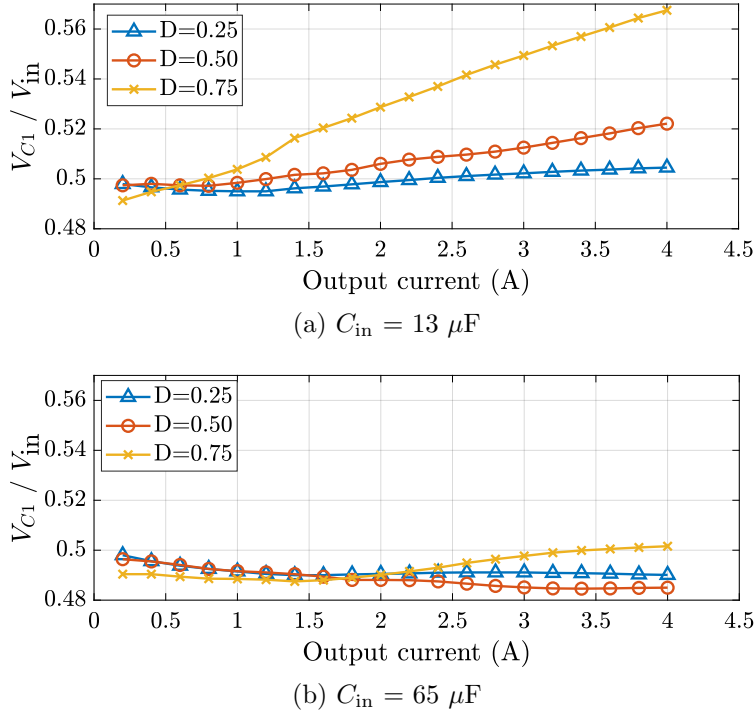 0.56
0.54
0.52
0.5
0.48
V_{C1} / V_{in}
D=0.25
D=0.50
D=0.75
0 0.5 1 1.5 2 2.5 3 3.5 4 4.5
Output current (A)
(a) C_{in} = 13 μF
0.56
0.54
0.52
0.5
0.48
V_{C1} / V_{in}
D=0.25
D=0.50
D=0.75
0 0.5 1 1.5 2 2.5 3 3.5 4 4.5
Output current (A)
(b) C_{in} = 65 μF